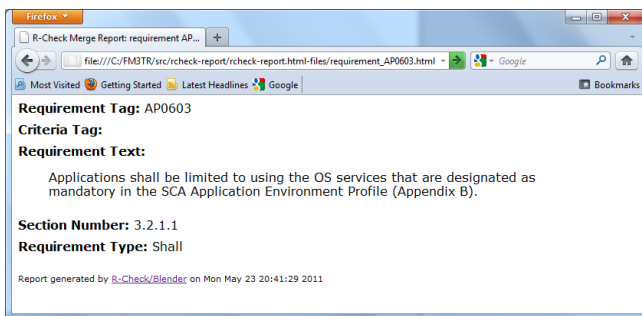 Firefox
R-Check Merge Report: requirement AP...
file:///C:/FM3TR/src/rcheck-report/rcheck-report.html-files/requirement_AP0603.html
Google
Most Visited Getting Started Latest Headlines Google Bookmarks
Requirement Tag: AP0603
Criteria Tag:
Requirement Text:
Applications shall be limited to using the OS services that are designated as
mandatory in the SCA Application Environment Profile (Appendix B).
Section Number: 3.2.1.1
Requirement Type: Shall
Report generated by R-Check/Blender on Mon May 23 20:41:29 2011